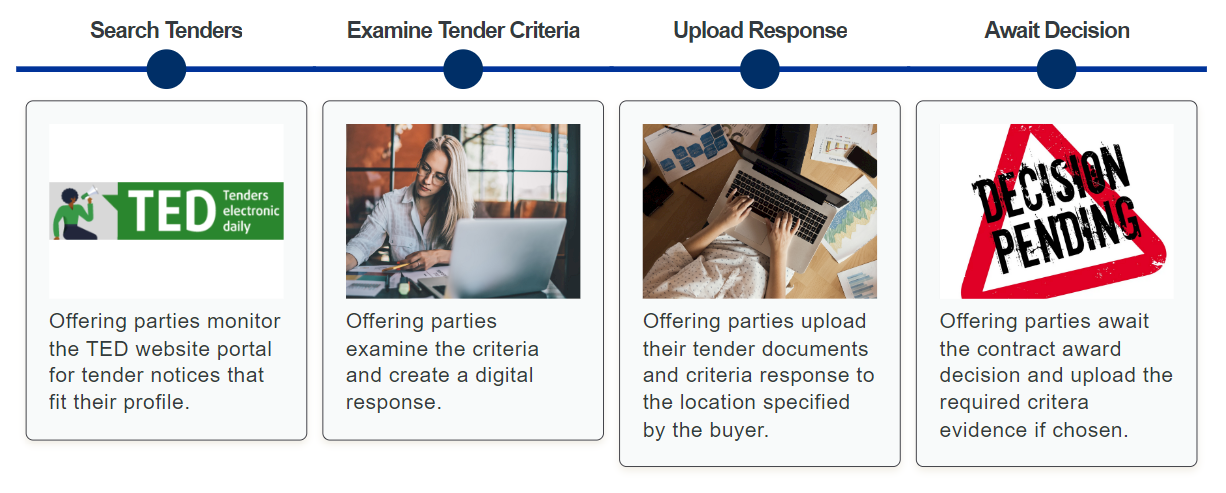 Search Tenders
Examine Tender Criteria
Upload Response
Await Decision
TED Tenders
electronic
daily
Offering parties monitor
the TED website portal
for tender notices that
fit their profile.
Offering parties
examine the criteria
and create a digital
response.
Offering parties upload
their tender documents
and criteria response to
the location specified
by the buyer.
DECISION
PENDING
Offering parties await
the contract award
decision and upload the
required critera
evidence if chosen.